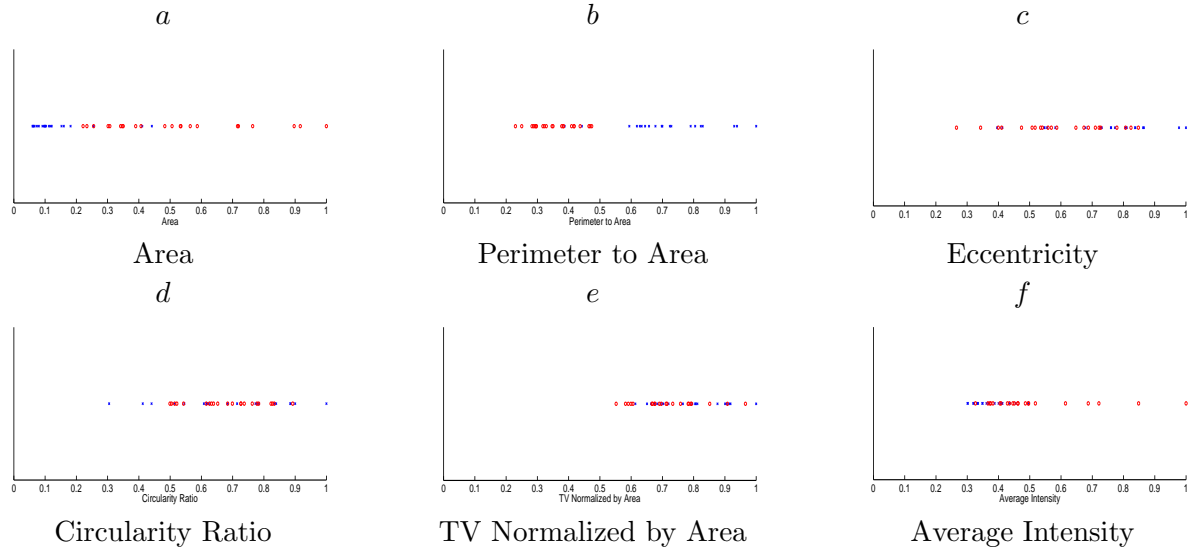 a b c
0 0.1 0.2 0.3 0.4 0.5 0.6 0.7 0.8 0.9 1 0 0.1 0.2 0.3 0.4 0.5 0.6 0.7 0.8 0.9 1 0 0.1 0.2 0.3 0.4 0.5 0.6 0.7 0.8 0.9 1
Area Perimeter to Area Eccentricity
Area Perimeter to Area Eccentricity
d e f
0 0.1 0.2 0.3 0.4 0.5 0.6 0.7 0.8 0.9 1 0 0.1 0.2 0.3 0.4 0.5 0.6 0.7 0.8 0.9 1 0 0.1 0.2 0.3 0.4 0.5 0.6 0.7 0.8 0.9 1
Circularity Ratio TV Normalized by Area Average Intensity
Circularity Ratio TV Normalized by Area Average Intensity